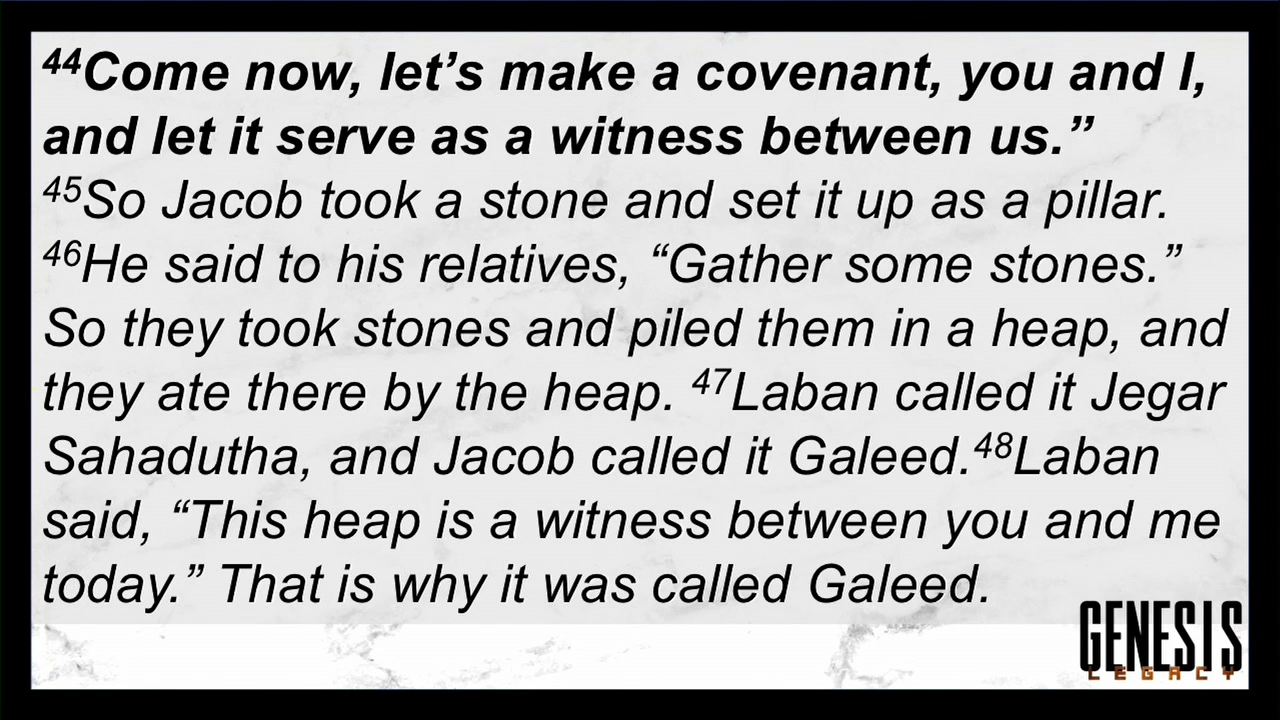 ⁴⁴Come now, let’s make a covenant, you and I,
and let it serve as a witness between us.”
⁴⁵So Jacob took a stone and set it up as a pillar.
⁴⁶He said to his relatives, “Gather some stones.”
So they took stones and piled them in a heap, and
they ate there by the heap. ⁴⁷Laban called it Jegar
Sahadutha, and Jacob called it Galeed.⁴⁸Laban
said, “This heap is a witness between you and me
today.” That is why it was called Galeed.
GENESIS
LEGACY